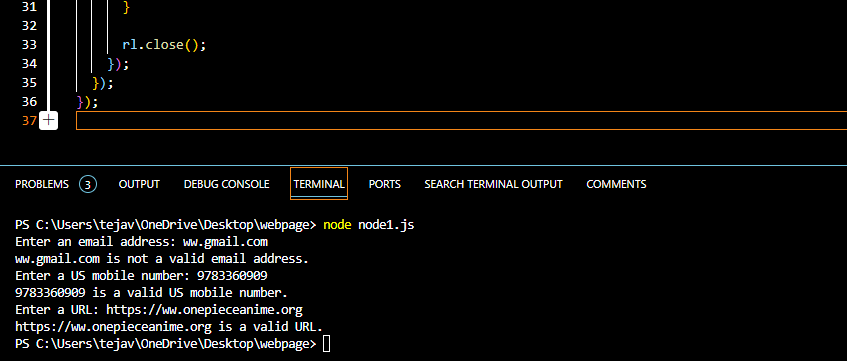 31 }
32
33 rl.close();
34 });
35 });
36 });
37 +
PROBLEMS 3 OUTPUT DEBUG CONSOLE TERMINAL PORTS SEARCH TERMINAL OUTPUT COMMENTS
PS C:\Users\tejav\OneDrive\Desktop\webpage> node node1.js
Enter an email address: ww.gmail.com
ww.gmail.com is not a valid email address.
Enter a US mobile number: 9783360909
9783360909 is a valid US mobile number.
Enter a URL: https://ww.onepieceanime.org
https://ww.onepieceanime.org is a valid URL.
PS C:\Users\tejav\OneDrive\Desktop\webpage>